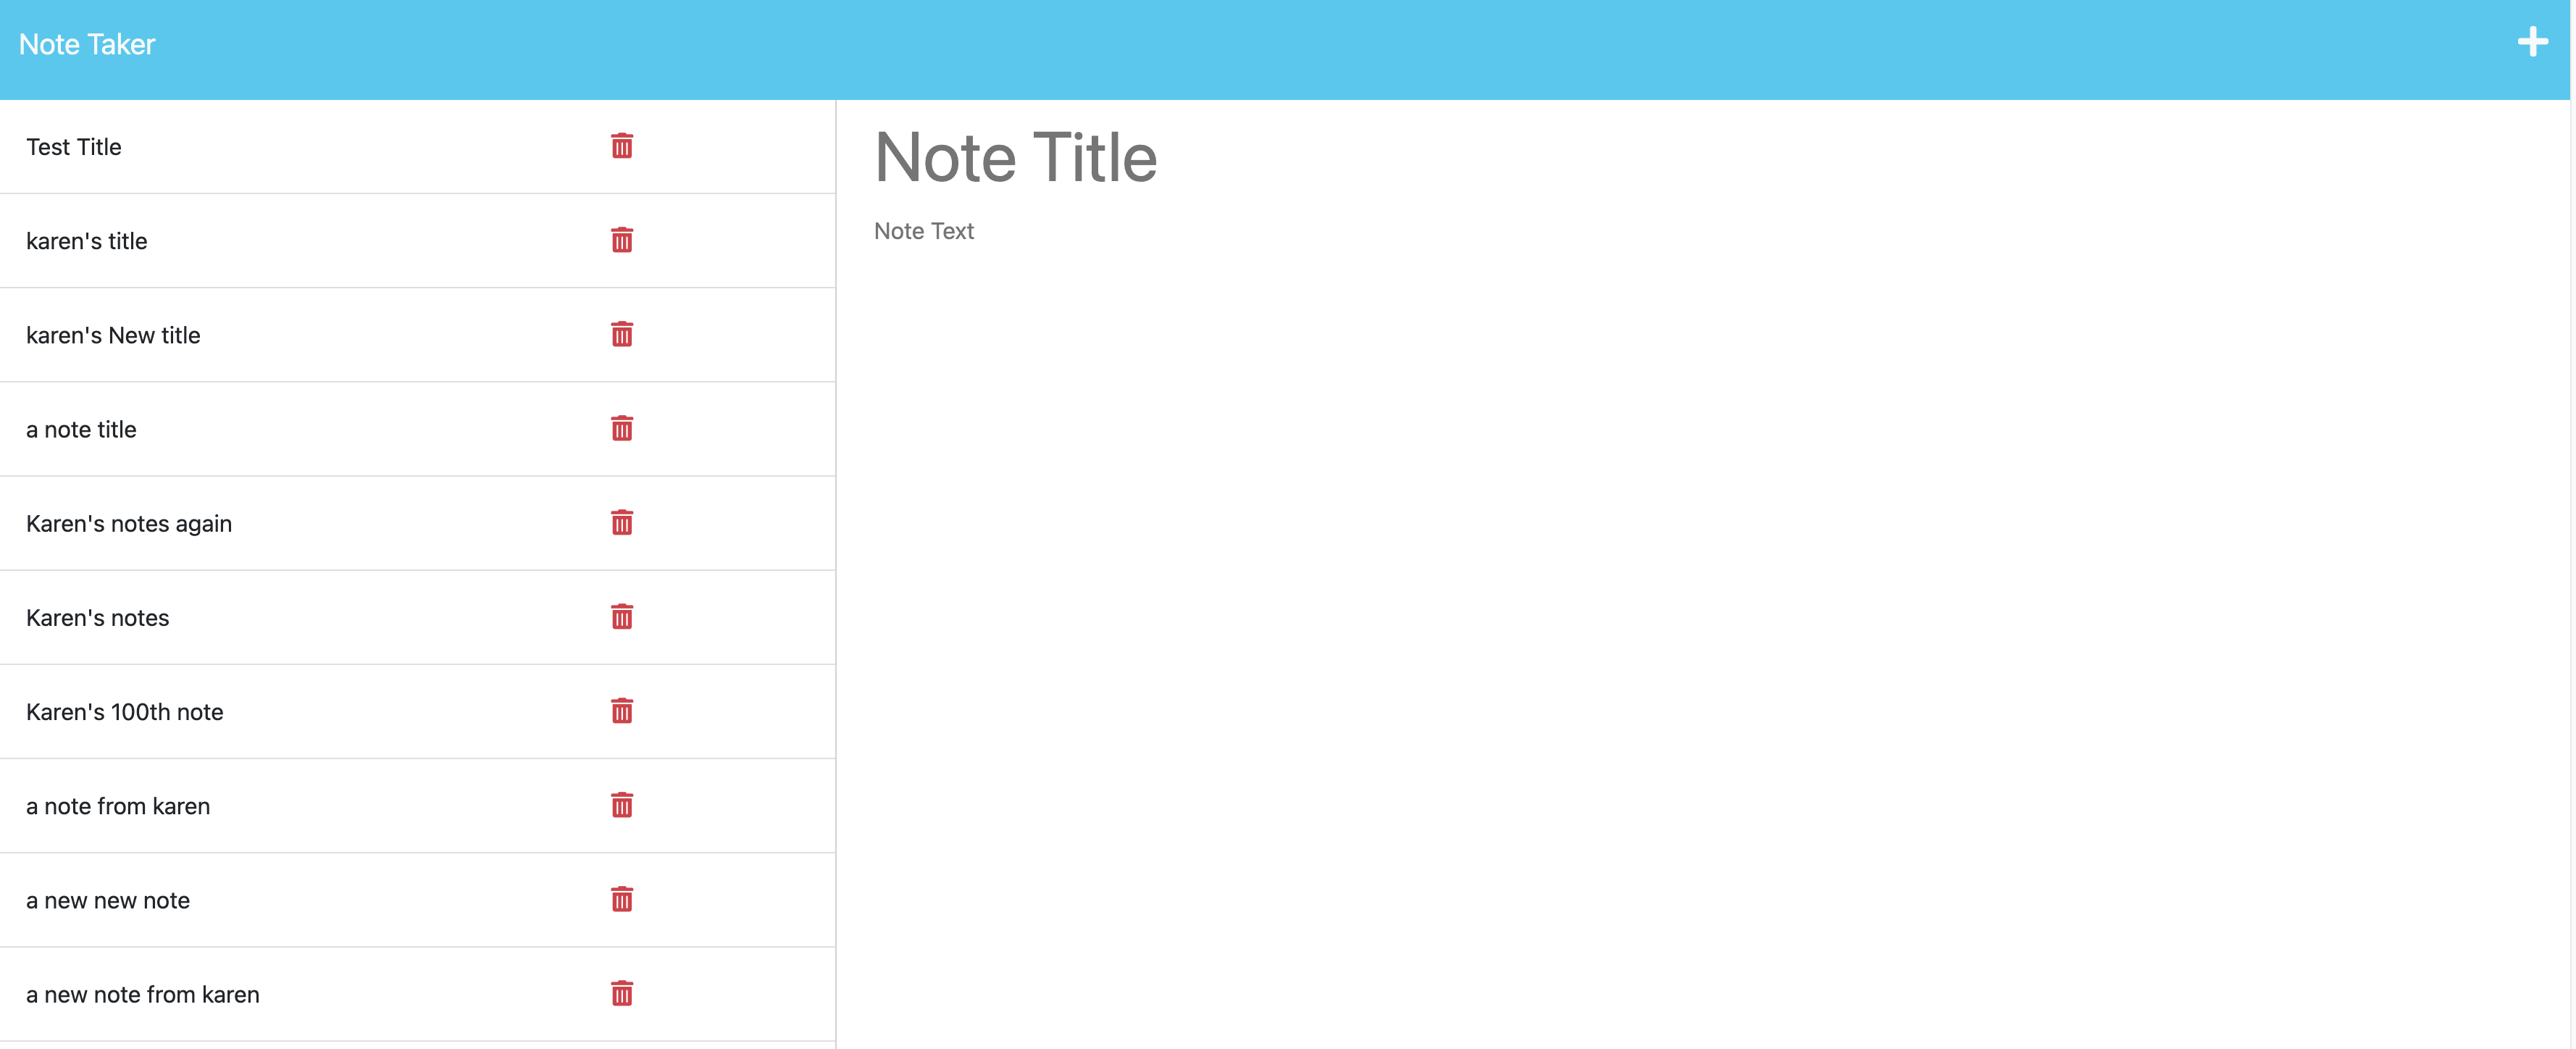 Note Taker
Test Title
karen's title
karen's New title
a note title
Karen's notes again
Karen's notes
Karen's 100th note
a note from karen
a new new note
a new note from karen
Note Title
Note Text